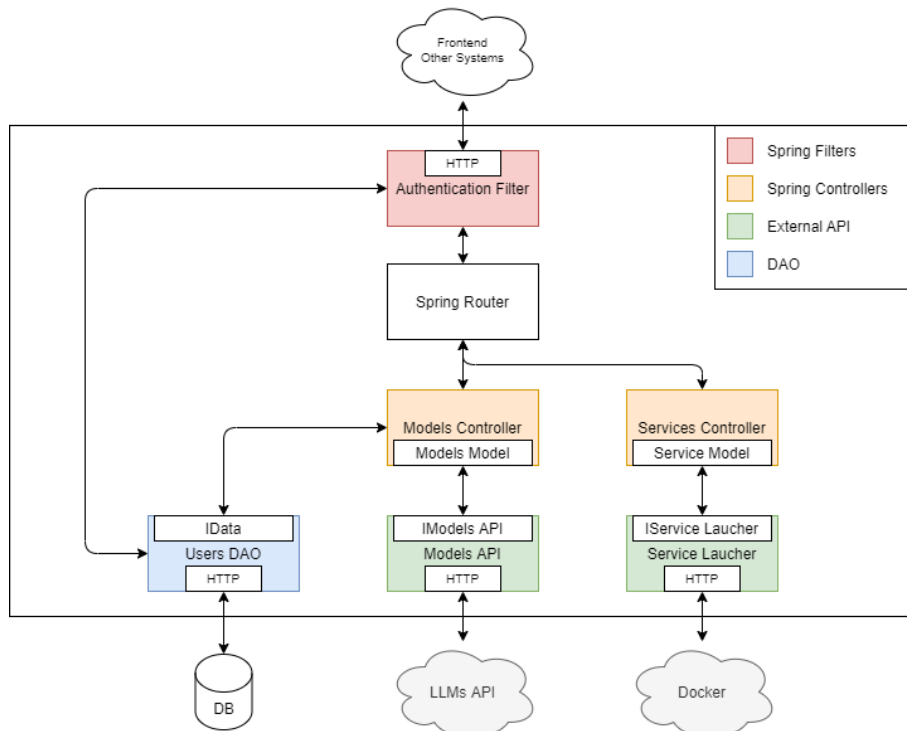 Frontend
Other Systems
HTTP
Authentication Filter
Spring Filters
Spring Controllers
External API
DAO
Spring Router
Models Controller
Models Model
Services Controller
Service Model
IData
Users DAO
HTTP
IModels API
Models API
HTTP
IService Laucher
Service Laucher
HTTP
DB
LLMs API
Docker